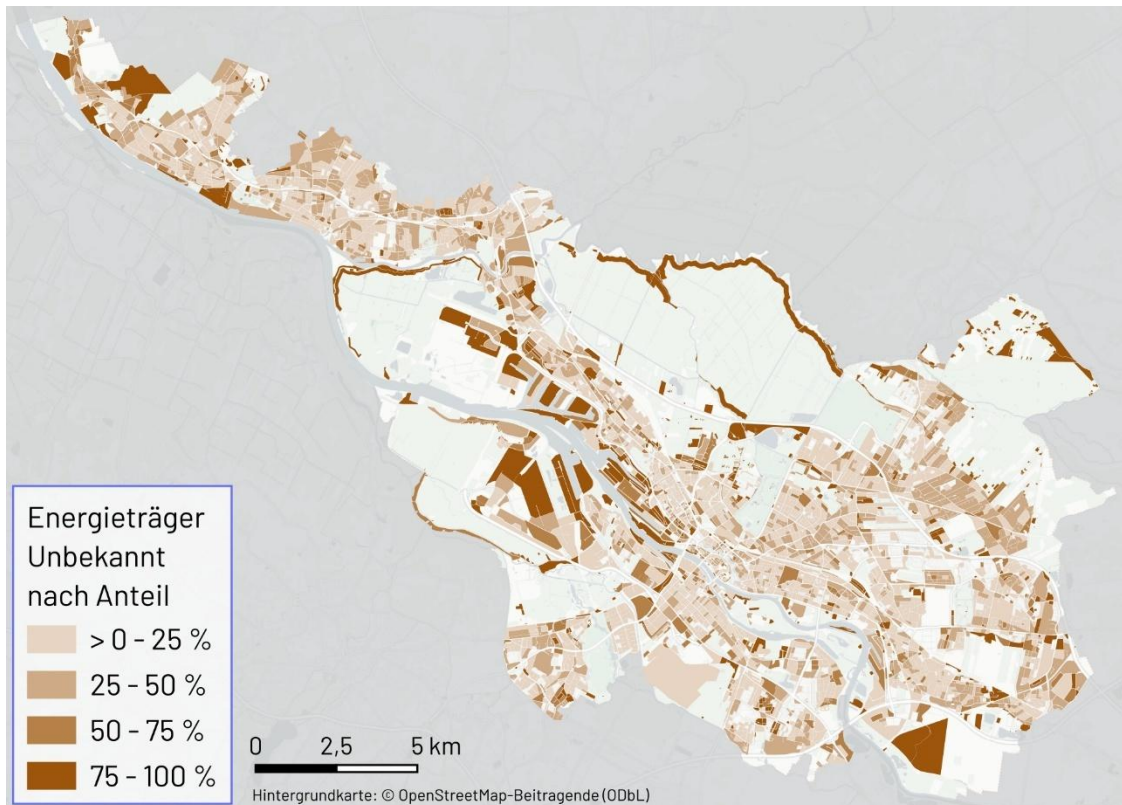 Energieträger
Unbekannt
nach Anteil
> 0 - 25 %
25 - 50 %
50 - 75 %
75 - 100 %
0 2,5 5 km
Hintergrundkarte: © OpenStreetMap-Beitragende (ODbL)